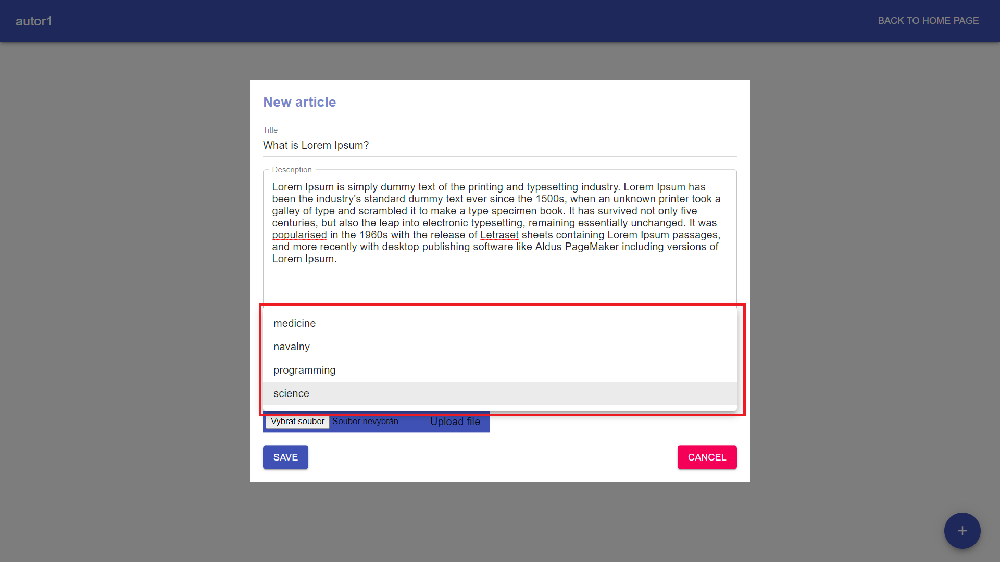 autor1
BACK TO HOME PAGE
New article
Title
What is Lorem Ipsum?
Description
Lorem Ipsum is simply dummy text of the printing and typesetting industry. Lorem Ipsum has
been the industry's standard dummy text ever since the 1500s, when an unknown printer took a
galley of type and scrambled it to make a type specimen book. It has survived not only five
centuries, but also the leap into electronic typesetting, remaining essentially unchanged. It was
popularised in the 1960s with the release of Letraset sheets containing Lorem Ipsum passages,
and more recently with desktop publishing software like Aldus PageMaker including versions of
Lorem Ipsum.
medicine
navalny
programming
science
Vybrat soubor Soubor nevybrán Upload file
SAVE
CANCEL
+